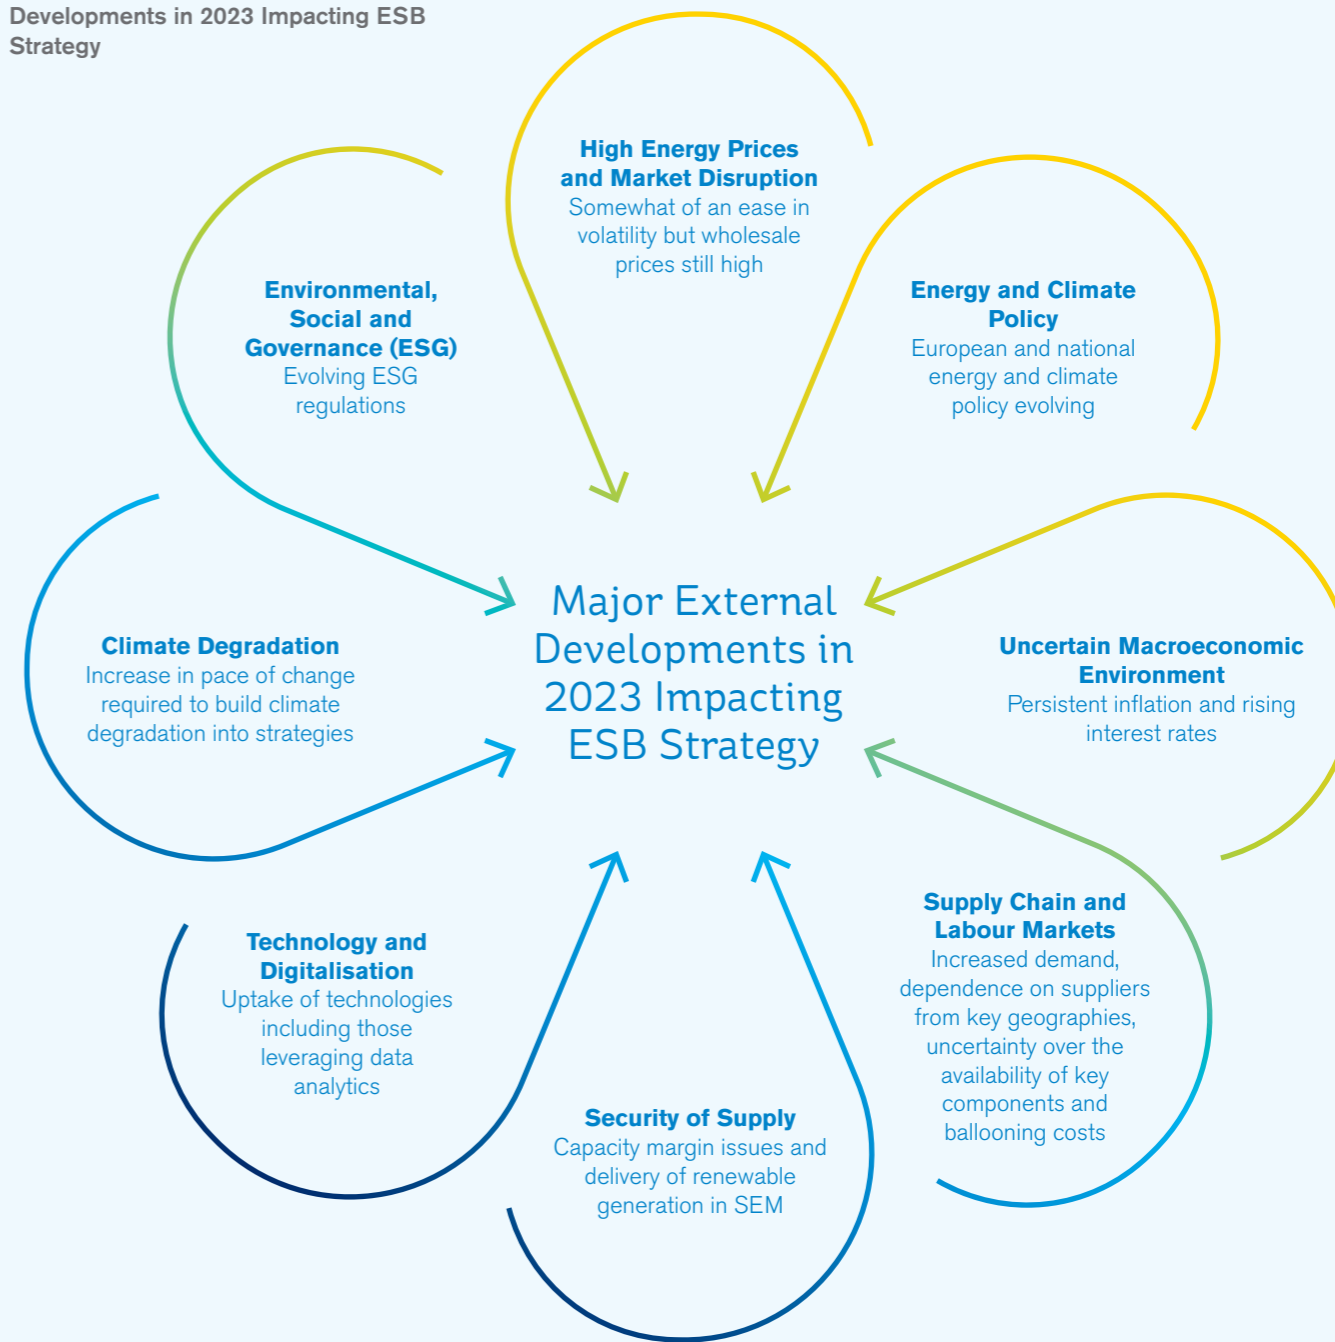 Developments in 2023 Impacting ESB
Strategy
High Energy Prices
and Market Disruption
Somewhat of an ease in
volatility but wholesale
prices still high
Energy and Climate
Policy
European and national
energy and climate
policy evolving
Uncertain Macroeconomic
Environment
Persistent inflation and rising
interest rates
Supply Chain and
Labour Markets
Increased demand,
dependence on suppliers
from key geographies,
uncertainty over the
availability of key
components and
ballooning costs
Security of Supply
Capacity margin issues and
delivery of renewable
generation in SEM
Technology and
Digitalisation
Uptake of technologies
including those
leveraging data
analytics
Climate Degradation
Increase in pace of change
required to build climate
degradation into strategies
Environmental,
Social and
Governance (ESG)
Evolving ESG
regulations
Major External
Developments in
2023 Impacting
ESB Strategy